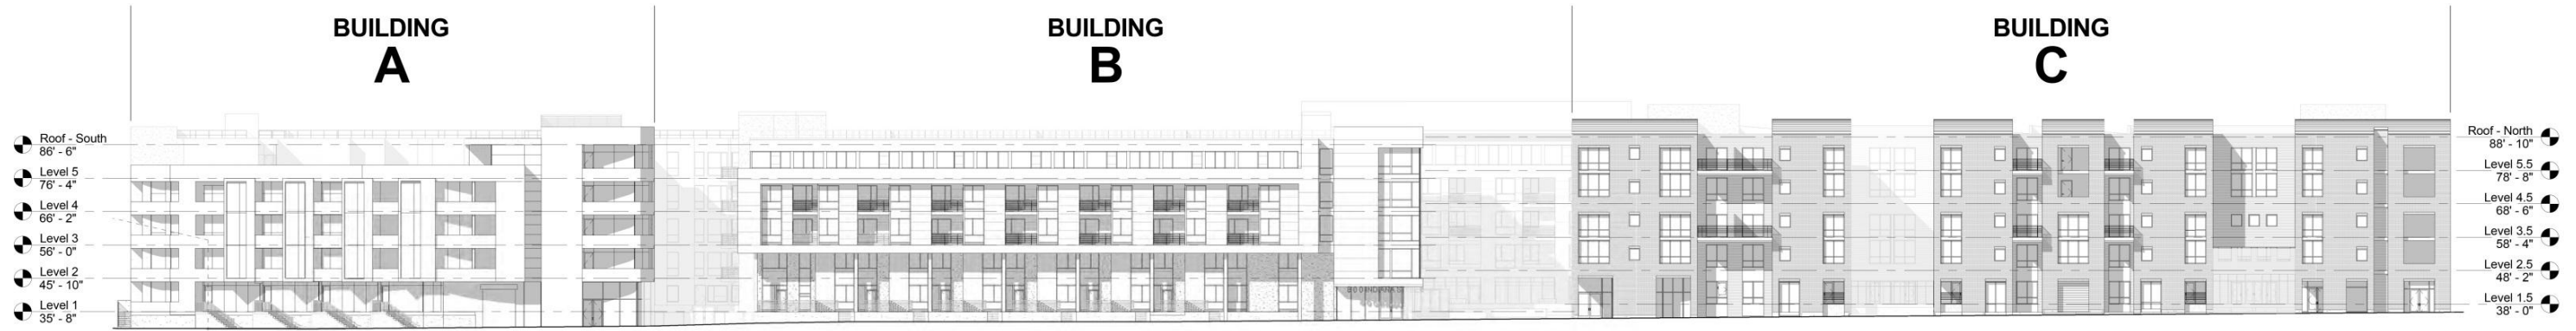 BUILDING
A
BUILDING
B
BUILDING
C
Roof - South
86' - 6"
Level 5
76' - 4"
Level 4
66' - 2"
Level 3
56' - 0"
Level 2
45' - 10"
Level 1
35' - 8"
Roof - North
88' - 10"
Level 5.5
78' - 8"
Level 4.5
68' - 6"
Level 3.5
58' - 4"
Level 2.5
48' - 2"
Level 1.5
38' - 0"